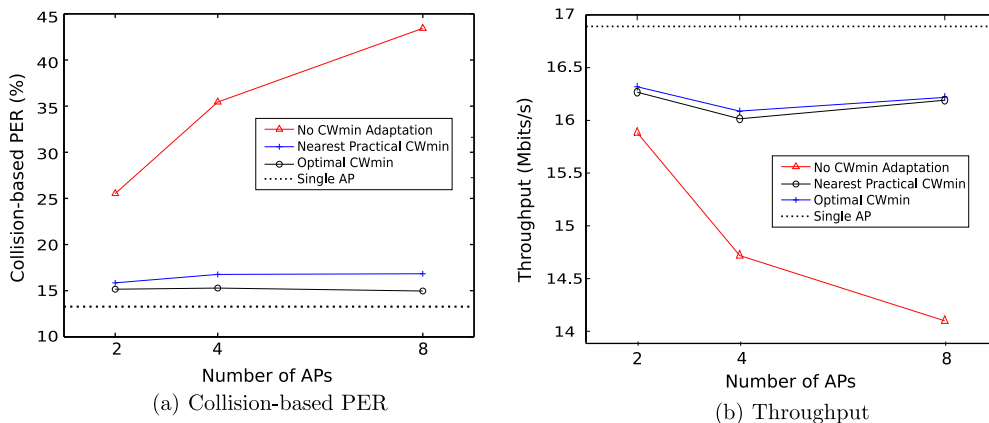 45
40
35
30
25
20
15
10
Collision-based PER (%)
No CWmin Adaptation
Nearest Practical CWmin
Optimal CWmin
Single AP
2 4 8
Number of APs
(a) Collision-based PER
17
16.5
16
15.5
15
14.5
14
Throughput (Mbits/s)
No CWmin Adaptation
Nearest Practical CWmin
Optimal CWmin
Single AP
2 4 8
Number of APs
(b) Throughput